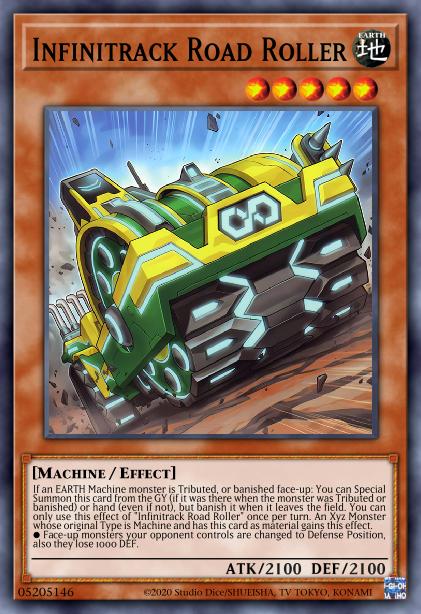 INFINITRACK ROAD ROLLER
EARTH
地
[MACHINE / EFFECT]
If an EARTH Machine monster is Tributed, or banished face-up: You can Special
Summon this card from the GY (if it was there when the monster was Tributed or
banished) or hand (even if not), but banish it when it leaves the field. You can
only use this effect of "Infinitrack Road Roller" once per turn. An Xyz Monster
whose original Type is Machine and has this card as material gains this effect.
● Face-up monsters your opponent controls are changed to Defense Position,
also they lose 1000 DEF.
ATK/2100 DEF/2100
05205146
©2020 Studio Dice/SHUEISHA, TV TOKYO, KONAMI